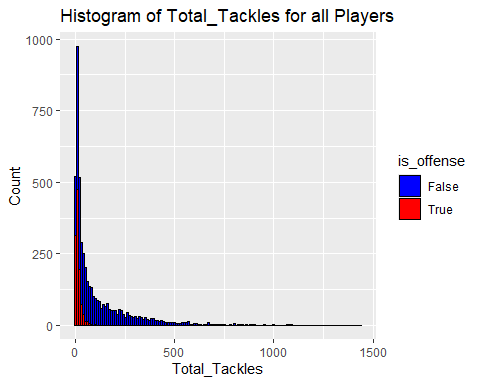 Histogram of Total_Tackles for all Players
1000
750
500
250
0
Count
0
500
1000
1500
Total_Tackles
is_offense
False
True